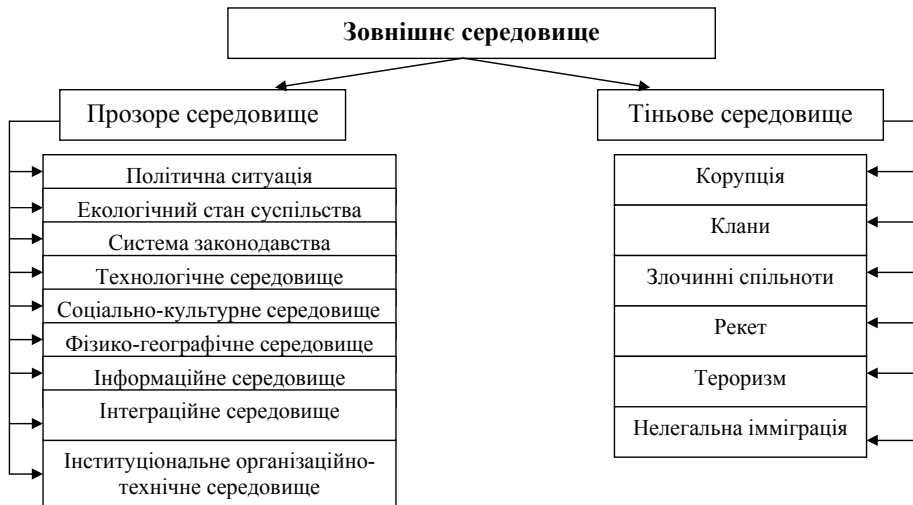 Зовнішнє середовище
Прозоре середовище
Тіньове середовище
Політична ситуація
Екологічний стан суспільства
Система законодавства
Технологічне середовище
Соціально-культурне середовище
Фізико-географічне середовище
Інформаційне середовище
Інтеграційне середовище
Інституціональне організаційно-
технічне середовище
Корупція
Клани
Злочинні спільноти
Рекет
Тероризм
Нелегальна імміграція